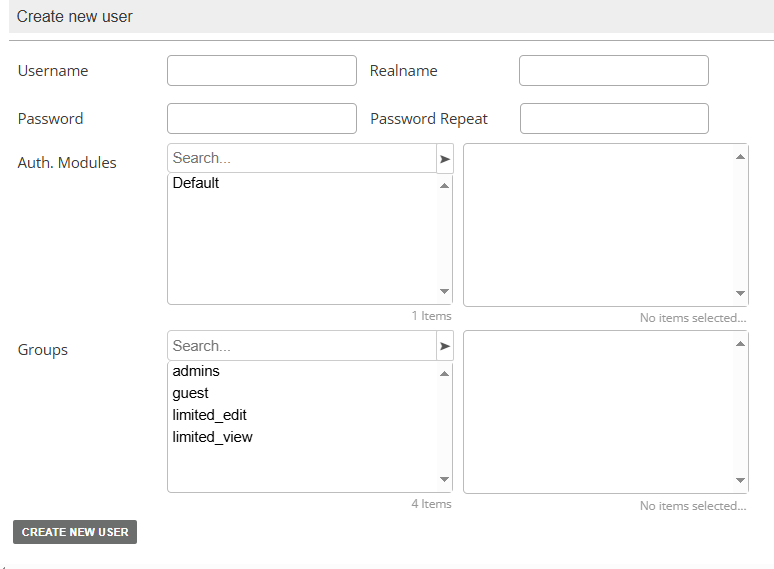 Create new user
Username Realname
Password Password Repeat
Auth. Modules Search...
Default
1 Items
No items selected...
Groups Search...
admins
guest
limited_edit
limited_view
4 Items
No items selected...
CREATE NEW USER